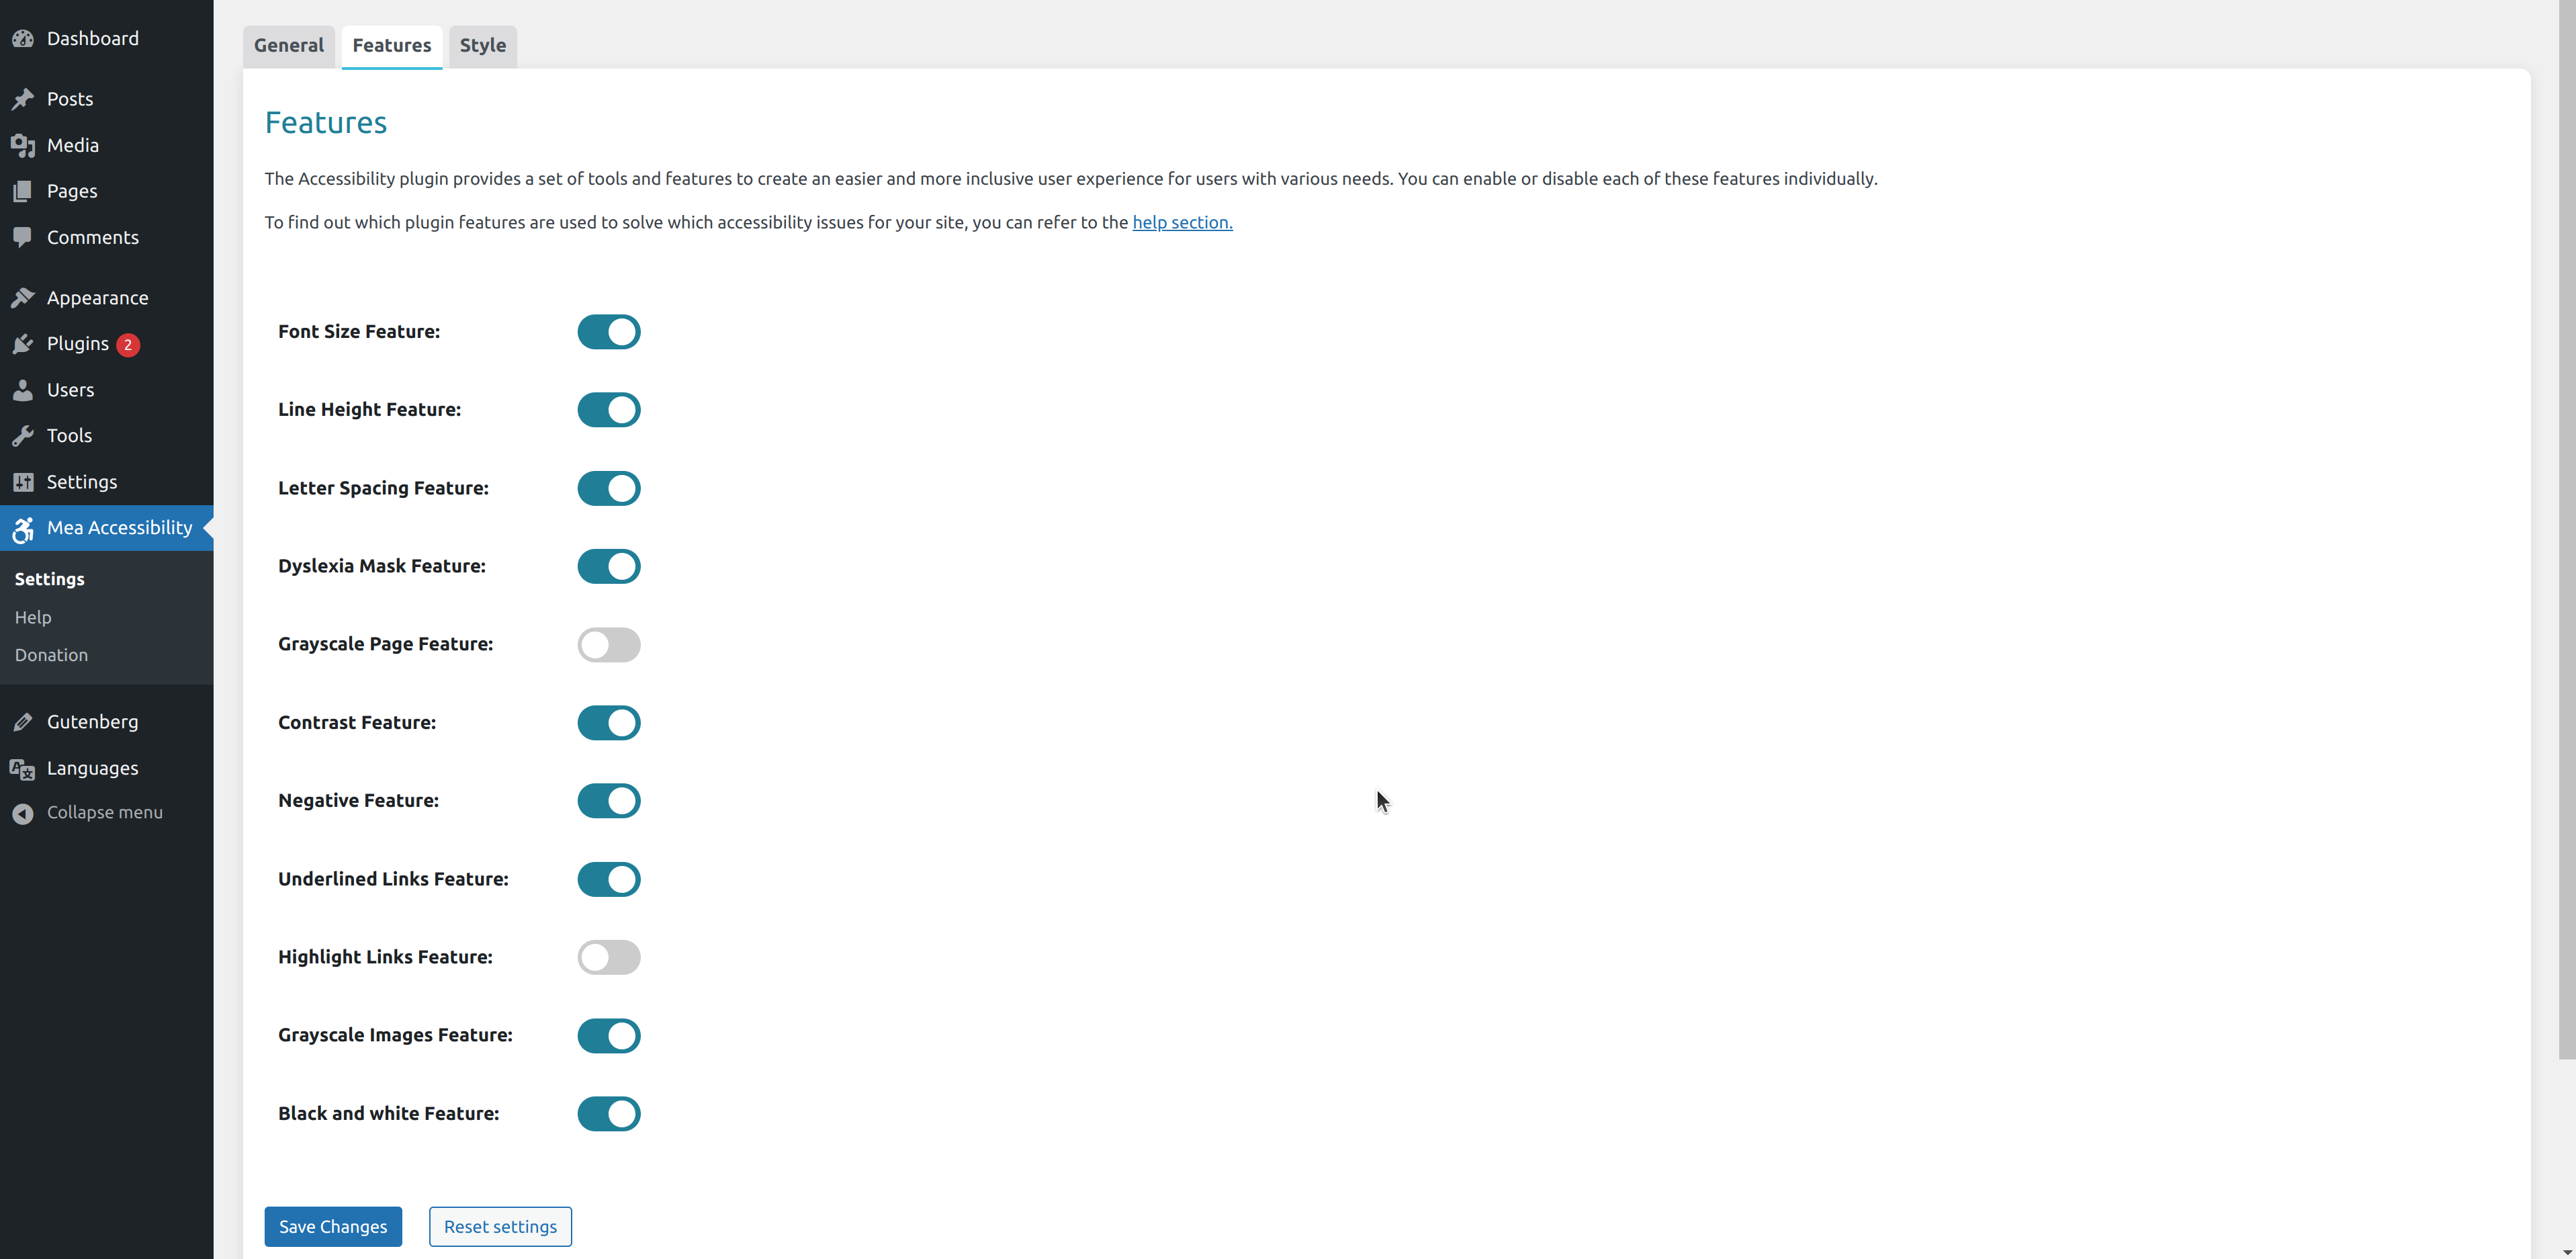 Dashboard
Posts
Media
Pages
Comments
Appearance
Plugins 2
Users
Tools
Settings
Mea Accessibility
Settings
Help
Donation
Gutenberg
Languages
Collapse menu
General Features Style
Features
The Accessibility plugin provides a set of tools and features to create an easier and more inclusive user experience for users with various needs. You can enable or disable each of these features individually.
To find out which plugin features are used to solve which accessibility issues for your site, you can refer to the help section.
Font Size Feature:
Line Height Feature:
Letter Spacing Feature:
Dyslexia Mask Feature:
Grayscale Page Feature:
Contrast Feature:
Negative Feature:
Underlined Links Feature:
Highlight Links Feature:
Grayscale Images Feature:
Black and white Feature:
Save Changes Reset settings